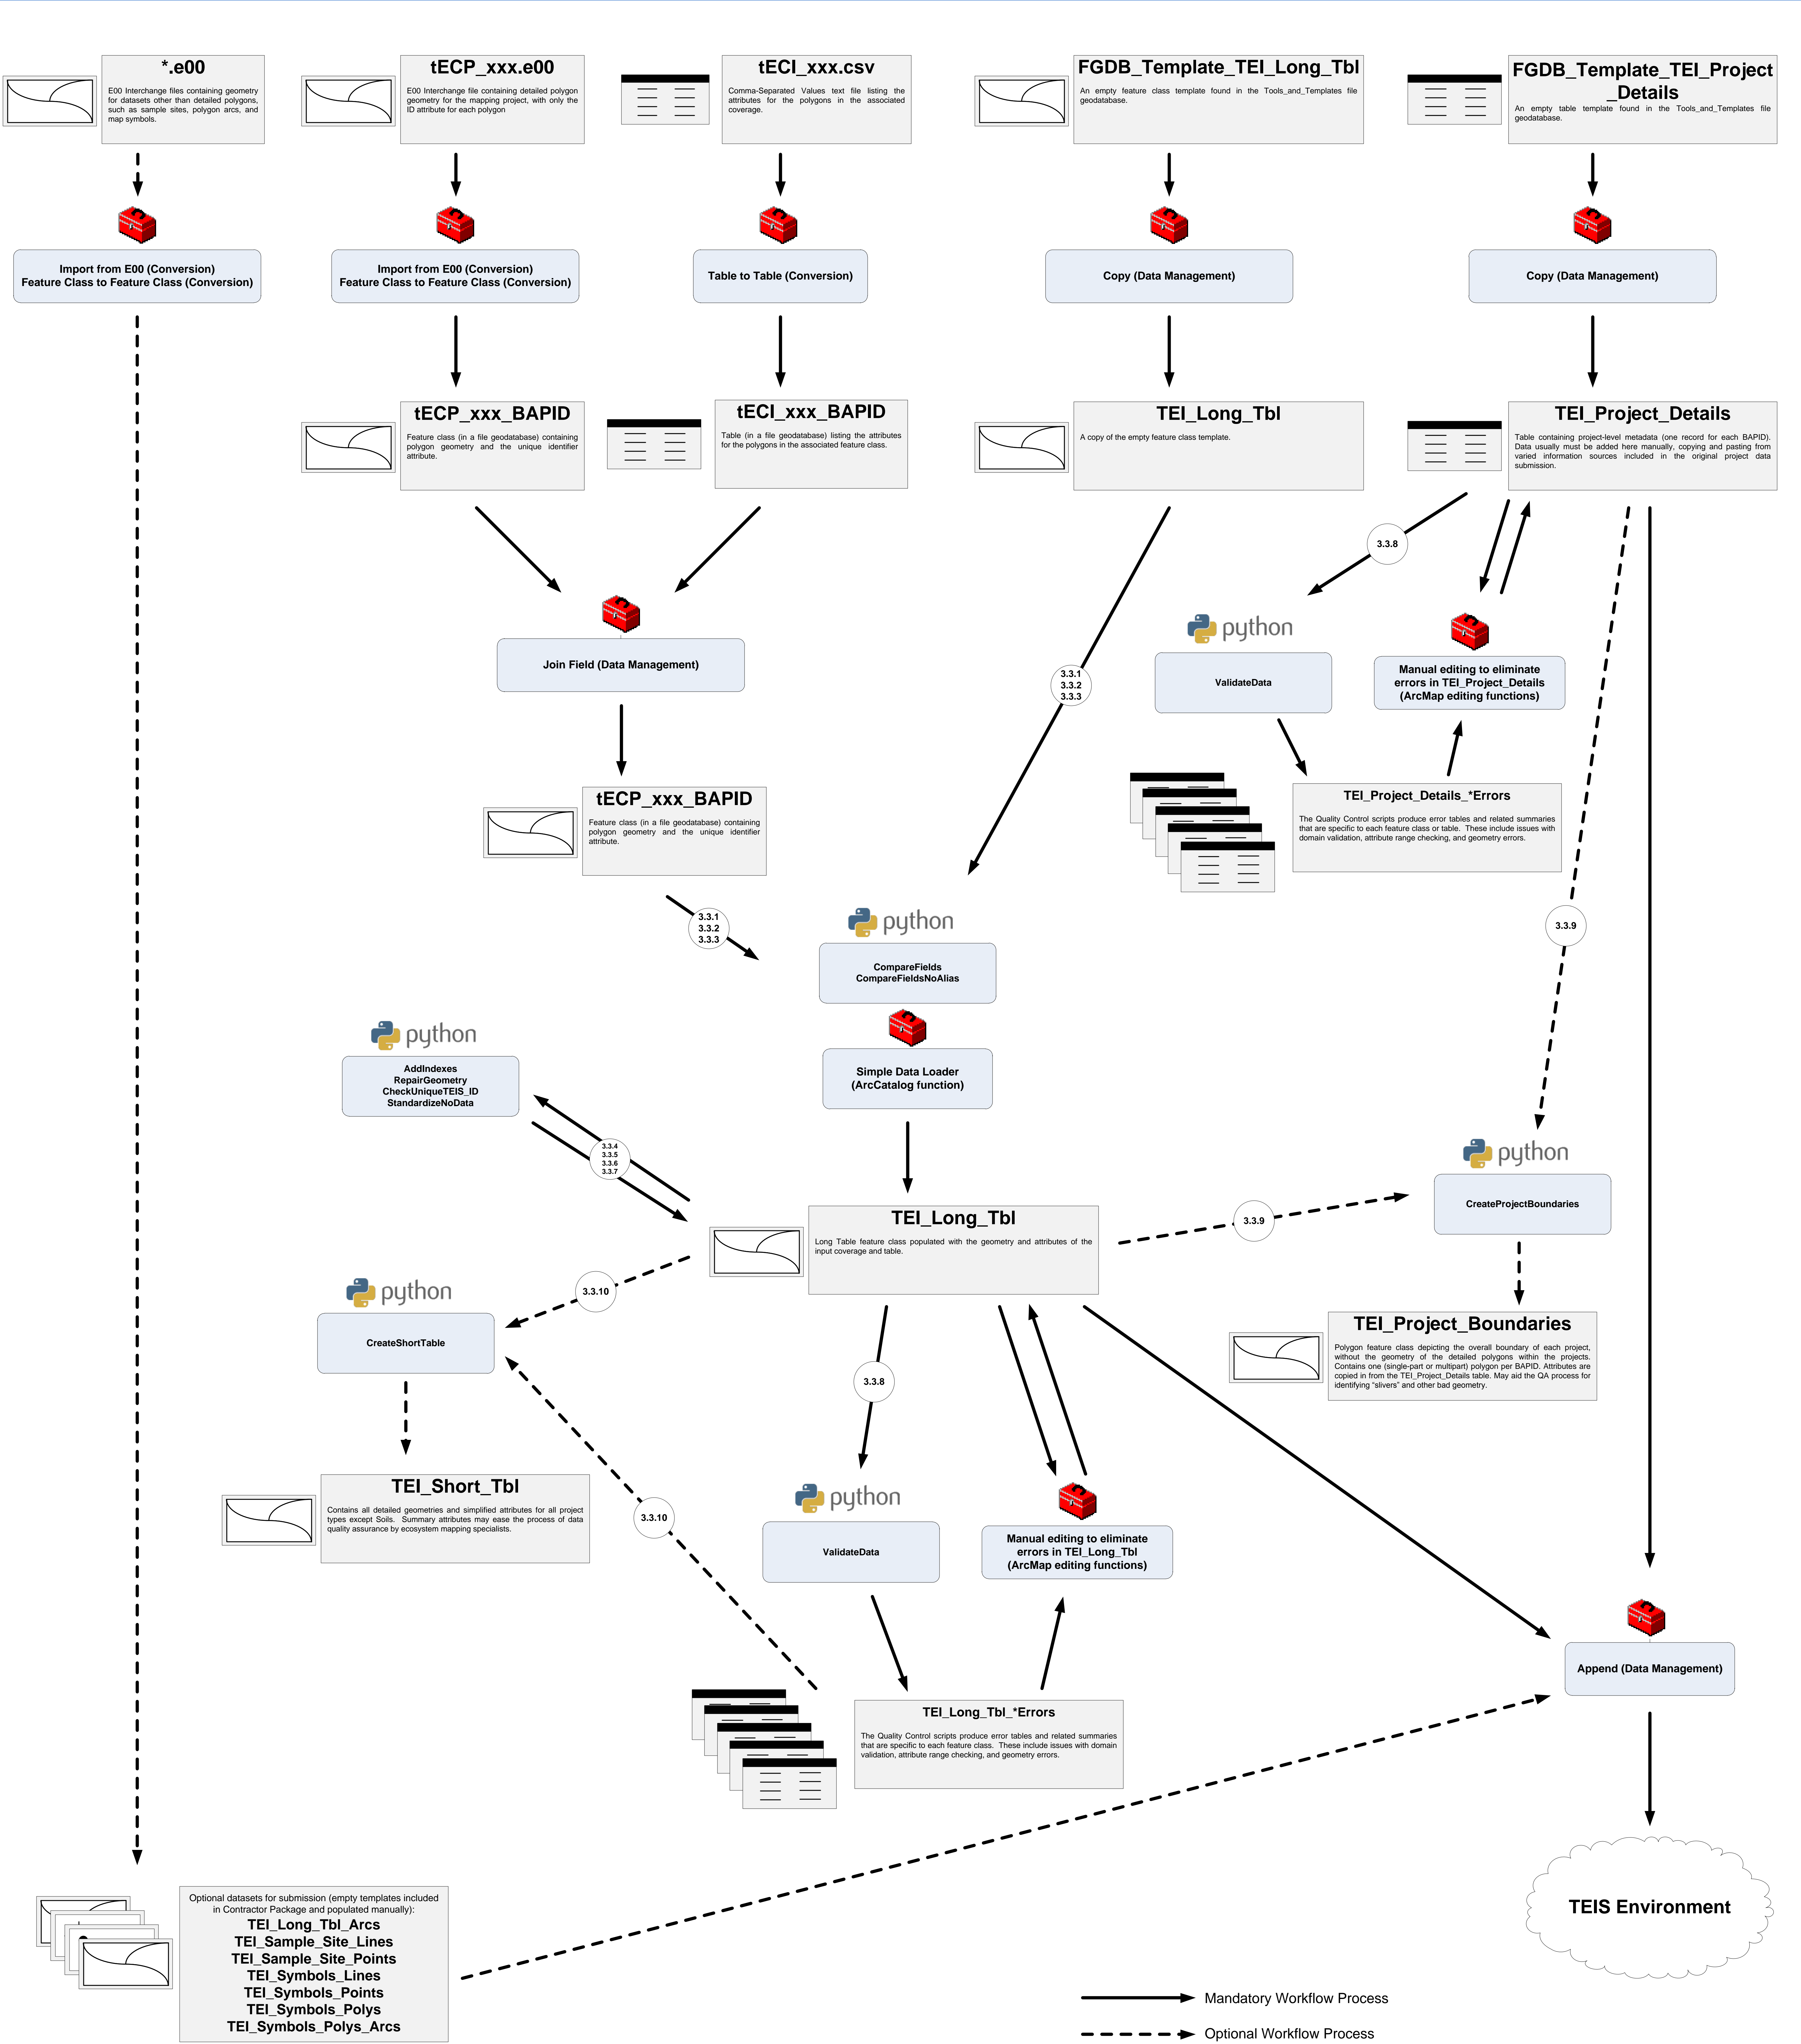 *.e00
E00 Interchange files containing geometry
for datasets other than detailed polygons,
such as sample sites, polygon arcs, and
map symbols.
tECP_xxx.e00
E00 Interchange file containing detailed polygon
geometry for the mapping project, with only the
ID attribute for each polygon
tECI_xxx.csv
Comma-Separated Values text file listing the
attributes for the polygons in the associated
coverage.
FGDB_Template_TEI_Long_Tbl
An empty feature class template found in the Tools_and_Templates file
geodatabase.
FGDB_Template_TEI_Project
_Details
An empty table template found in the Tools_and_Templates file
geodatabase.
Import from E00 (Conversion)
Feature Class to Feature Class (Conversion)
Import from E00 (Conversion)
Feature Class to Feature Class (Conversion)
Table to Table (Conversion)
Copy (Data Management)
Copy (Data Management)
tECP_xxx_BAPID
Feature class (in a file geodatabase) containing
polygon geometry and the unique identifier
attribute.
tECI_xxx_BAPID
Table (in a file geodatabase) listing the attributes
for the polygons in the associated feature class.
TEI_Long_Tbl
A copy of the empty feature class template.
TEI_Project_Details
Table containing project-level metadata (one record for each BAPID).
Data usually must be added here manually, copying and pasting from
varied information sources included in the original project data
submission.
3.3.8
python
ValidateData
Manual editing to eliminate
errors in TEI_Project_Details
(ArcMap editing functions)
Join Field (Data Management)
3.3.1
3.3.2
3.3.3
tECP_xxx_BAPID
Feature class (in a file geodatabase) containing
polygon geometry and the unique identifier
attribute.
TEI_Project_Details_*Errors
The Quality Control scripts produce error tables and related summaries
that are specific to each feature class or table. These include issues with
domain validation, attribute range checking, and geometry errors.
3.3.1
3.3.2
3.3.3
python
CompareFields
CompareFieldsNoAlias
3.3.9
python
AddIndexes
RepairGeometry
CheckUniqueTEIS_ID
StandardizeNoData
Simple Data Loader
(ArcCatalog function)
3.3.4
3.3.5
3.3.6
3.3.7
python
CreateProjectBoundaries
TEI_Long_Tbl
Long Table feature class populated with the geometry and attributes of the
input coverage and table.
3.3.9
3.3.10
python
CreateShortTable
TEI_Project_Boundaries
Polygon feature class depicting the overall boundary of each project,
without the geometry of the detailed polygons within the projects.
Contains one (single-part or multipart) polygon per BAPID. Attributes are
copied in from the TEI_Project_Details table. May aid the QA process for
identifying “slivers” and other bad geometry.
3.3.8
TEI_Short_Tbl
Contains all detailed geometries and simplified attributes for all project
types except Soils. Summary attributes may ease the process of data
quality assurance by ecosystem mapping specialists.
3.3.10
python
ValidateData
Manual editing to eliminate
errors in TEI_Long_Tbl
(ArcMap editing functions)
Append (Data Management)
TEI_Long_Tbl_*Errors
The Quality Control scripts produce error tables and related summaries
that are specific to each feature class. These include issues with domain
validation, attribute range checking, and geometry errors.
TEIS Environment
Optional datasets for submission (empty templates included
in Contractor Package and populated manually):
TEI_Long_Tbl_Arcs
TEI_Sample_Site_Lines
TEI_Sample_Site_Points
TEI_Symbols_Lines
TEI_Symbols_Points
TEI_Symbols_Polys
TEI_Symbols_Polys_Arcs
Mandatory Workflow Process
Optional Workflow Process